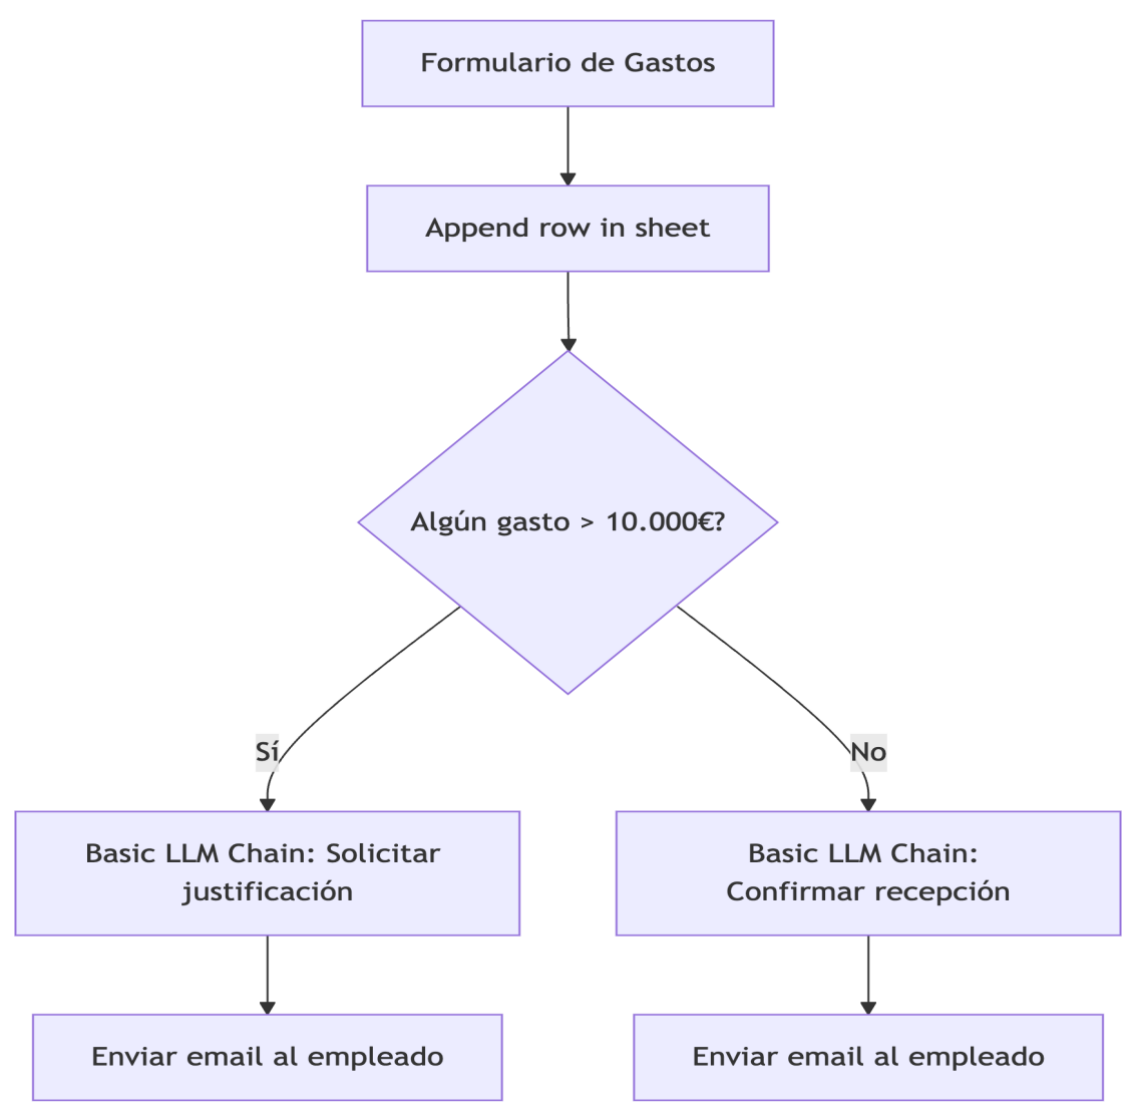 Formulario de Gastos
Append row in sheet
Algún gasto > 10.000€?
Sí
No
Basic LLM Chain: Solicitar
justificación
Basic LLM Chain:
Confirmar recepción
Enviar email al empleado
Enviar email al empleado